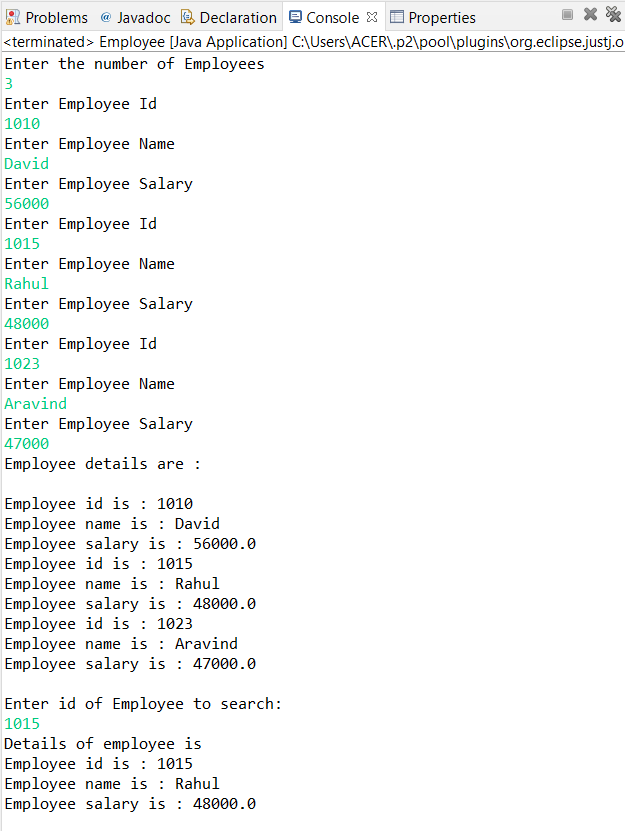 Problems @ Javadoc Declaration Console Properties
<terminated> Employee [Java Application] C:\Users\ACER\.p2\pool\plugins\org.eclipse.justj.o
Enter the number of Employees
3
Enter Employee Id
1010
Enter Employee Name
David
Enter Employee Salary
56000
Enter Employee Id
1015
Enter Employee Name
Rahul
Enter Employee Salary
48000
Enter Employee Id
1023
Enter Employee Name
Aravind
Enter Employee Salary
47000
Employee details are :
Employee id is : 1010
Employee name is : David
Employee salary is : 56000.0
Employee id is : 1015
Employee name is : Rahul
Employee salary is : 48000.0
Employee id is : 1023
Employee name is : Aravind
Employee salary is : 47000.0
Enter id of Employee to search:
1015
Details of employee is
Employee id is : 1015
Employee name is : Rahul
Employee salary is : 48000.0